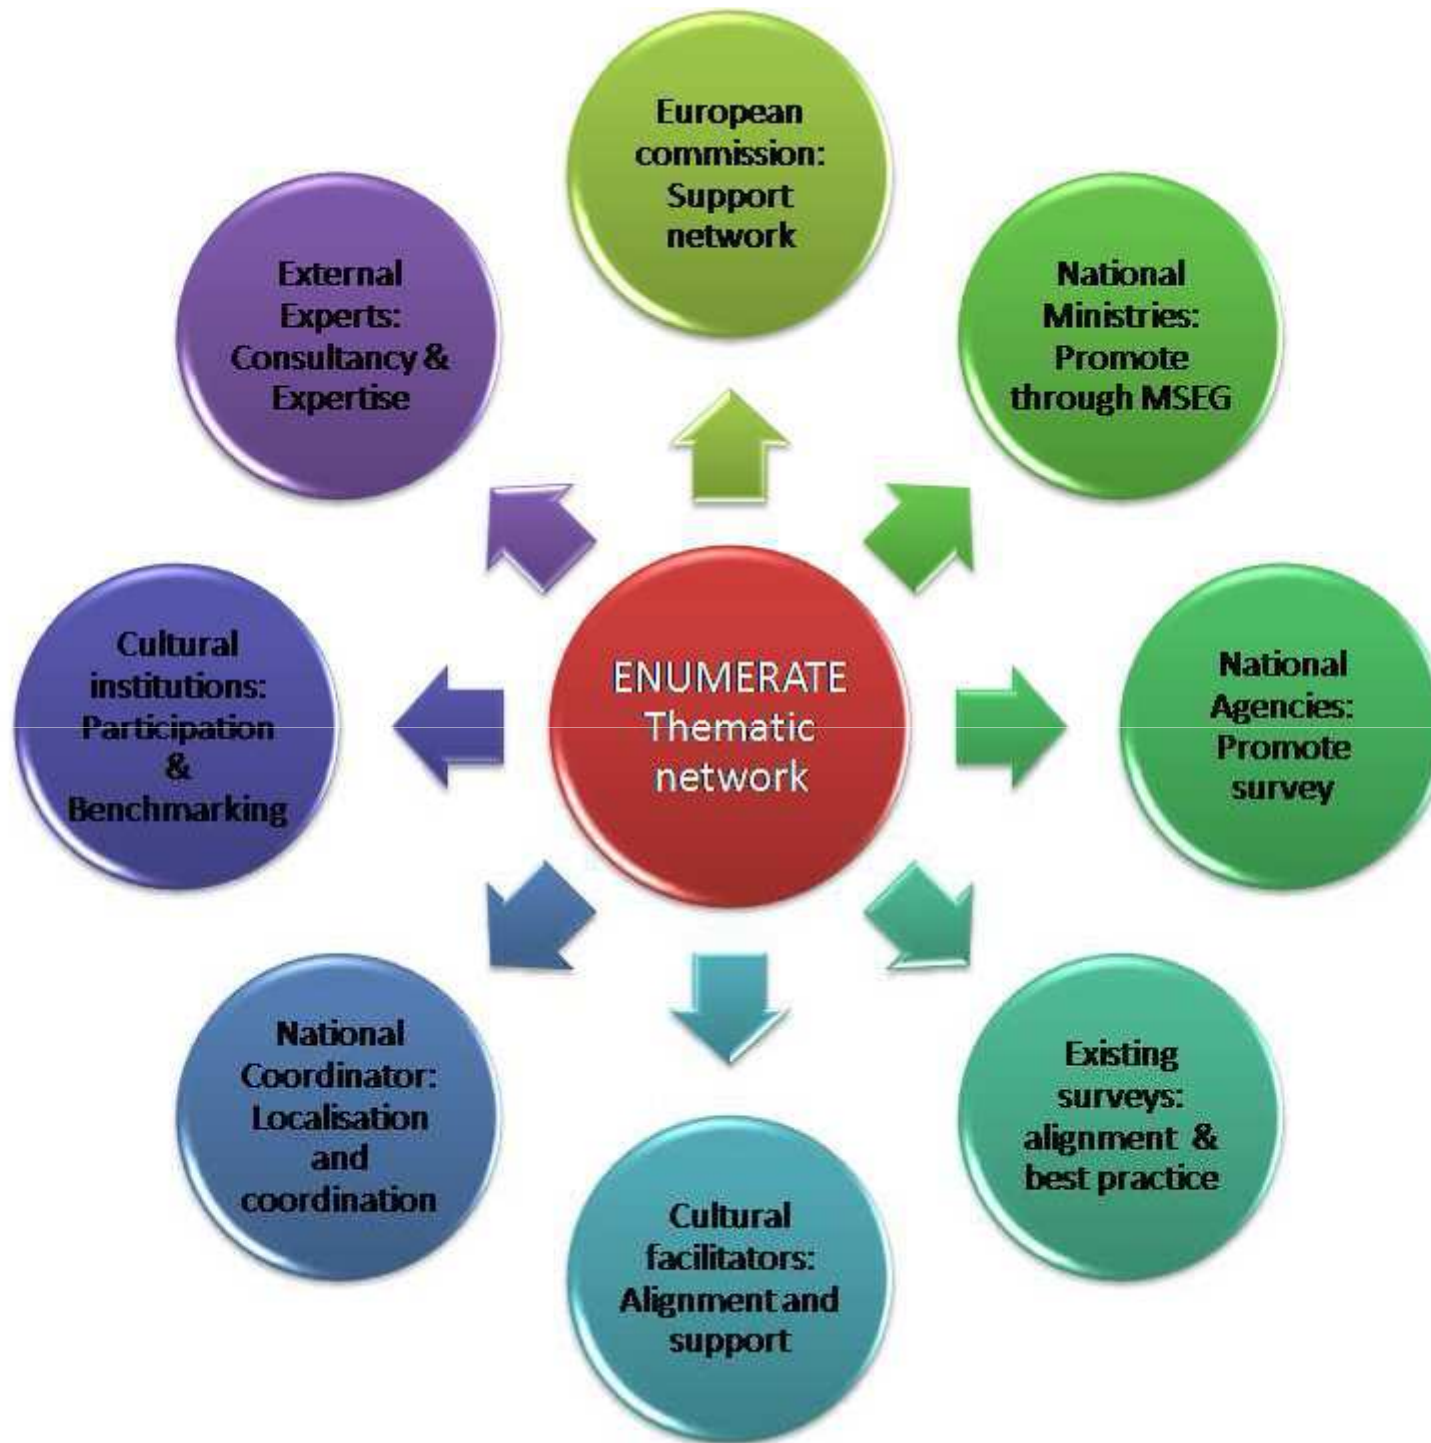 European
commission:
Support
network
National
Ministries:
Promote
through MSEG
National
Agencies:
Promote
survey
Existing
surveys:
alignment &
best practice
Cultural
facilitators:
Alignment and
support
National
Coordinator:
Localisation
and
coordination
Cultural
institutions:
Participation
&
Benchmarking
External
Experts:
Consultancy &
Expertise
ENUMERATE
Thematic
network